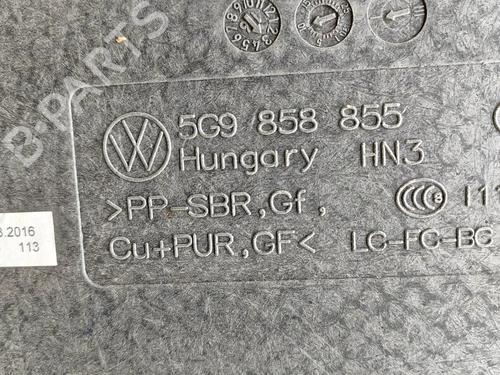 B-PARTS
5G9 858 855
Hungary HN3
>PP-SBR,Gf,
Cu+PUR,GF< LC-FC-BC
.2016
113